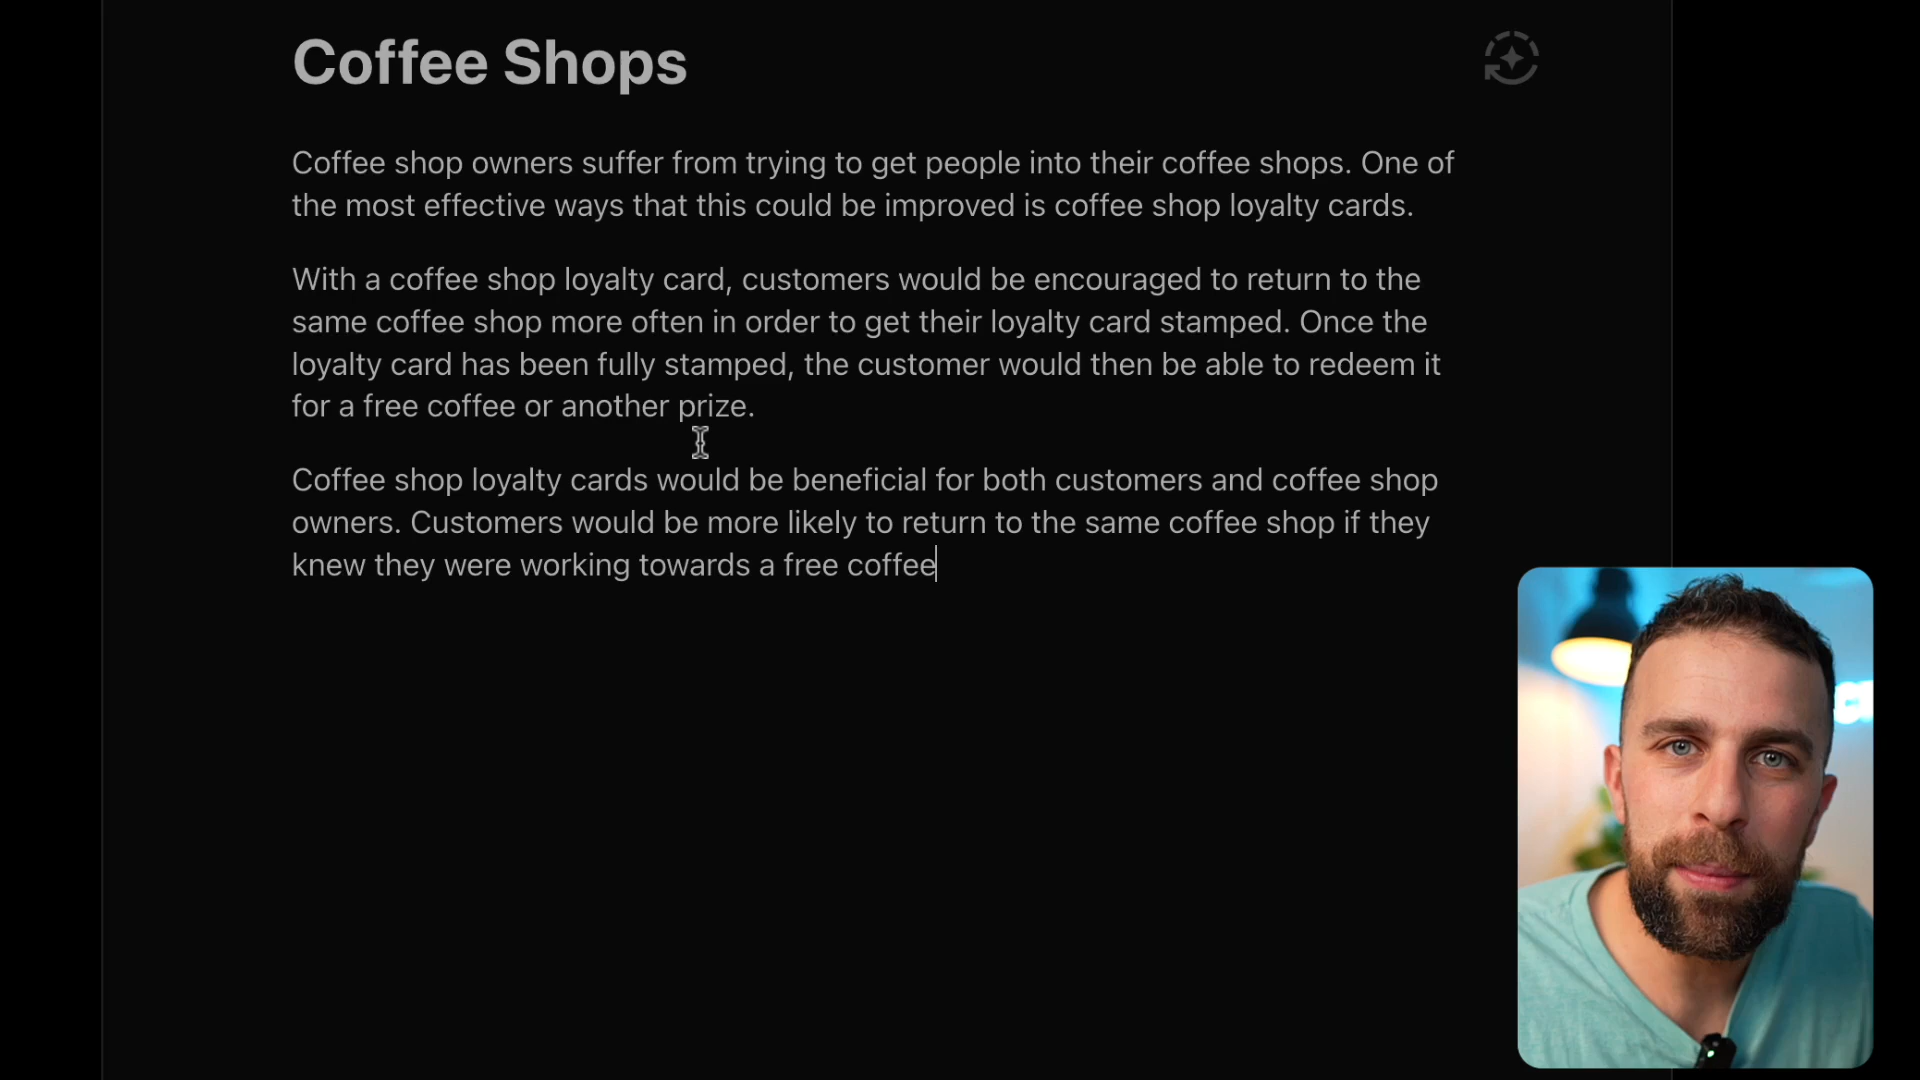 Coffee Shops
Coffee shop owners suffer from trying to get people into their coffee shops. One of
the most effective ways that this could be improved is coffee shop loyalty cards.
With a coffee shop loyalty card, customers would be encouraged to return to the
same coffee shop more often in order to get their loyalty card stamped. Once the
loyalty card has been fully stamped, the customer would then be able to redeem it
for a free coffee or another prize.
Coffee shop loyalty cards would be beneficial for both customers and coffee shop
owners. Customers would be more likely to return to the same coffee shop if they
knew they were working towards a free coffee